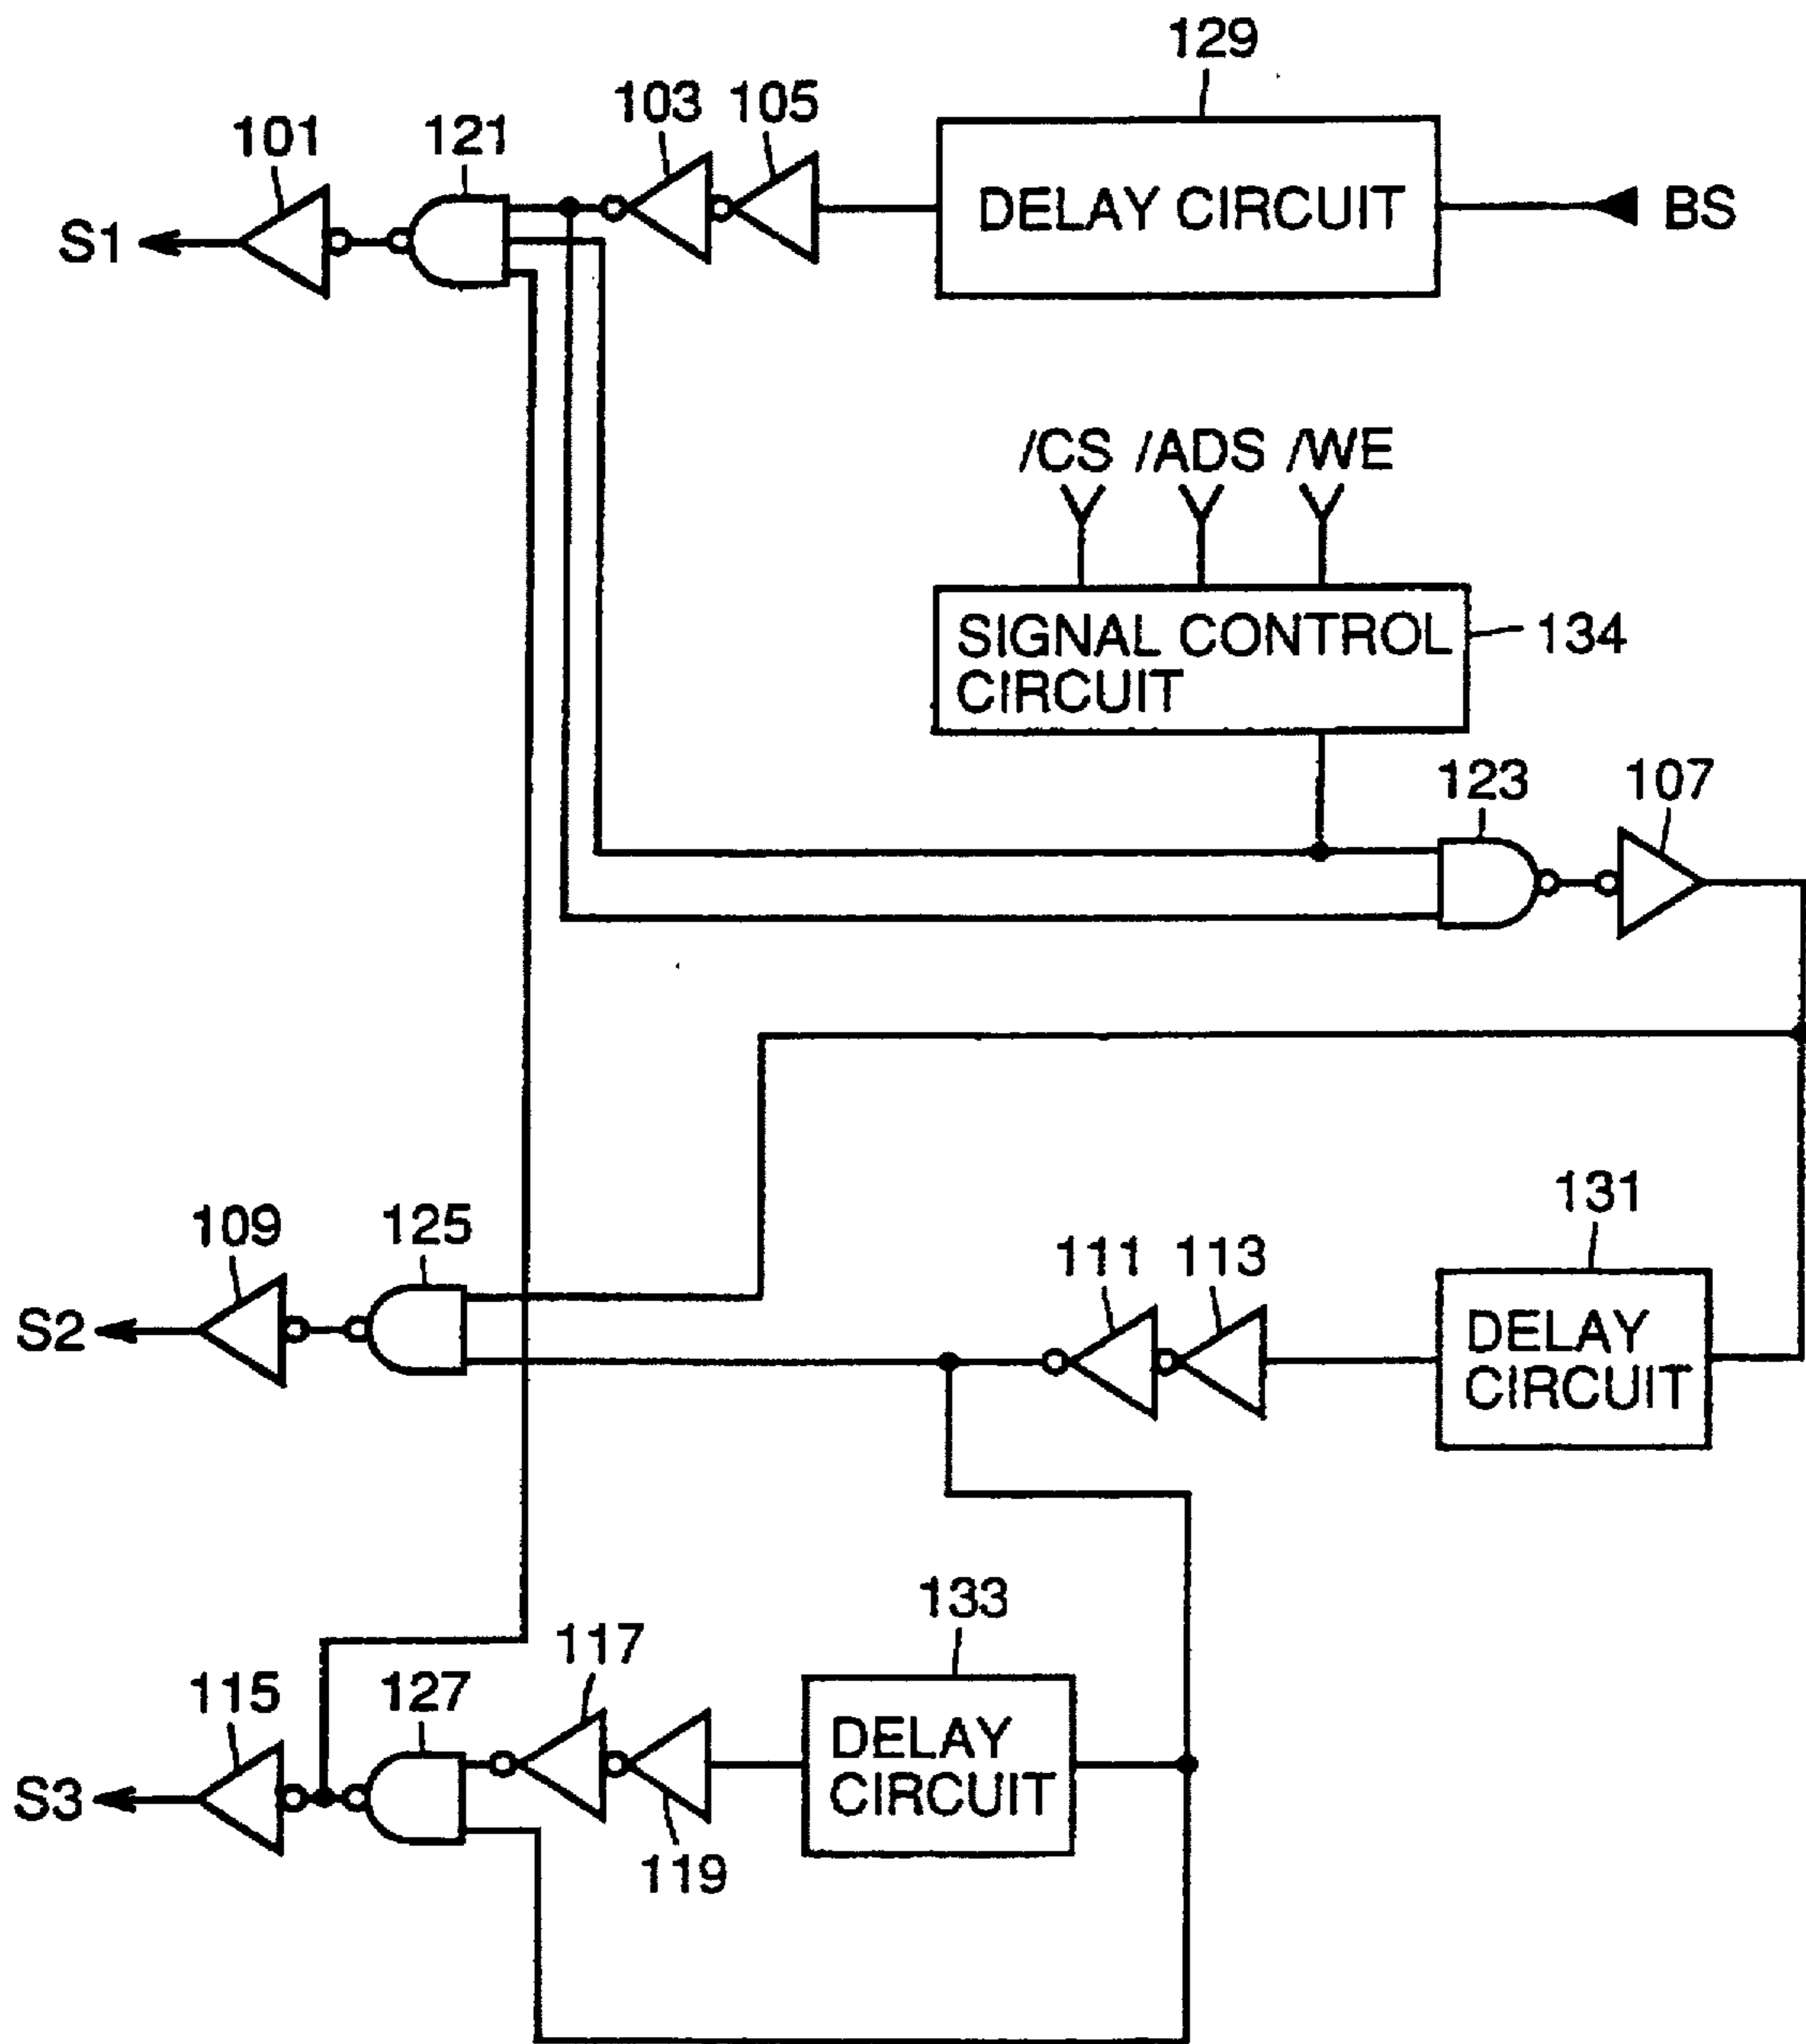 129
103 105
101 121
DELAY CIRCUIT
BS
S1
/CS /ADS /WE
SIGNAL CONTROL
CIRCUIT
134
123 107
131
109 125
111 113
S2
DELAY
CIRCUIT
133
117
115 127
DELAY
CIRCUIT
S3
119